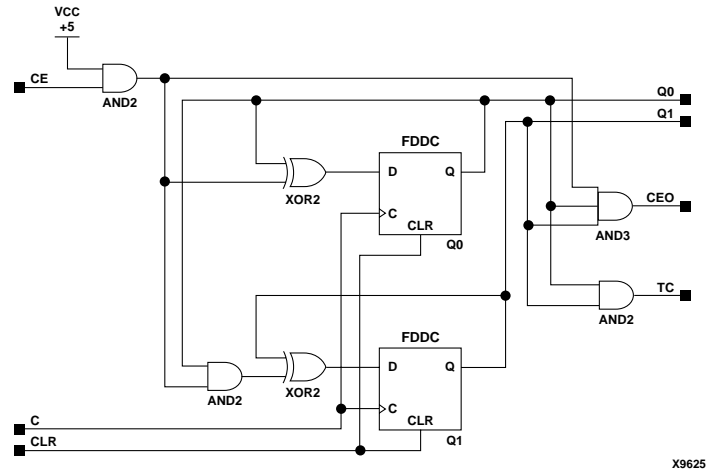 VCC
+5
CE
AND2
Q0
Q1
FDDC
D
Q
XOR2
C
CLR
Q0
CEO
AND3
TC
AND2
FDDC
D
Q
AND2
XOR2
C
CLR
Q1
C
CLR
X9625